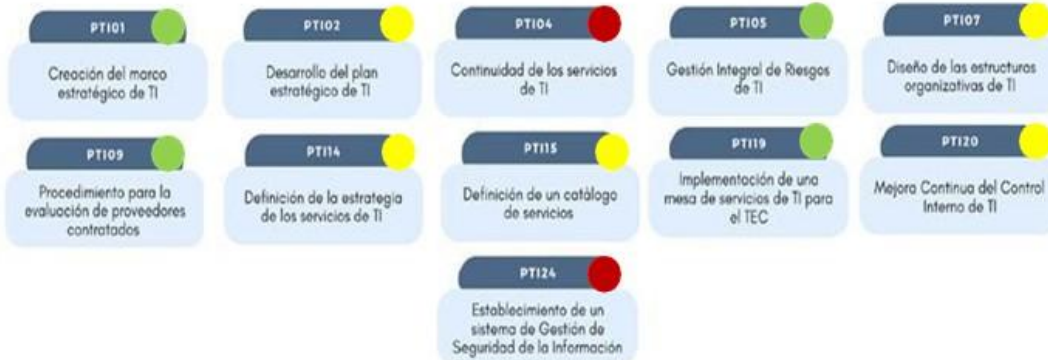 PTI01
Creación del marco
estratégico de TI
PTI02
Desarrollo del plan
estratégico de TI
PTI04
Continuidad de los servicios
de TI
PTI05
Gestión Integral de Riesgos
de TI
PTI07
Diseño de las estructuras
organizativas de TI
PTI09
Procedimiento para la
evaluación de proveedores
contratados
PTI14
Definición de la estrategia
de los servicios de TI
PTI15
Definición de un catálogo
de servicios
PTI19
Implementación de una
mesa de servicios de TI para
el TEC
PTI20
Mejora Continua del Control
Interno de TI
PTI24
Establecimiento de un
sistema de Gestión de
Seguridad de la Información